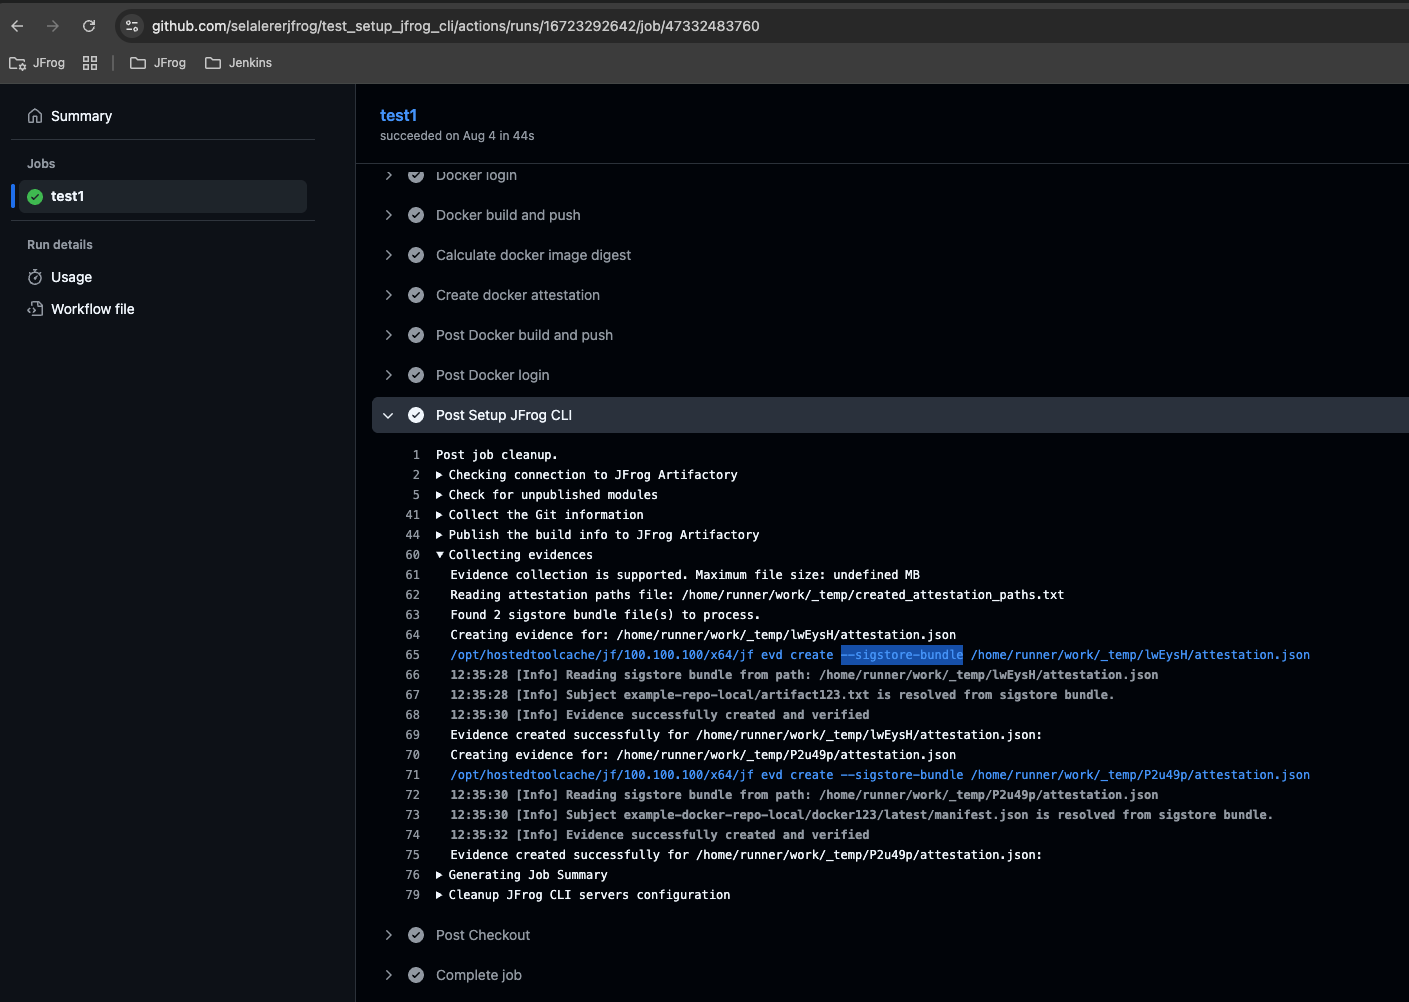 github.com/selalererjfrog/test_setup_jfrog_cli/actions/runs/16723292642/job/47332483760
JFrog
JFrog
Jenkins
Summary
Jobs
test1
Run details
Usage
Workflow file
test1
succeeded on Aug 4 in 44s
Docker login
Docker build and push
Calculate docker image digest
Create docker attestation
Post Docker build and push
Post Docker login
Post Setup JFrog CLI
1 Post job cleanup.
2 Checking connection to JFrog Artifactory
5 Check for unpublished modules
41 Collect the Git information
44 Publish the build info to JFrog Artifactory
60 Collecting evidences
61 Evidence collection is supported. Maximum file size: undefined MB
62 Reading attestation paths file: /home/runner/work/_temp/created_attestation_paths.txt
63 Found 2 sigstore bundle file(s) to process.
64 Creating evidence for: /home/runner/work/_temp/lwEysH/attestation.json
65 /opt/hostedtoolcache/jf/100.100.100/x64/jf evd create --sigstore-bundle /home/runner/work/_temp/lwEysH/attestation.json
66 12:35:28 [Info] Reading sigstore bundle from path: /home/runner/work/_temp/lwEysH/attestation.json
67 12:35:28 [Info] Subject example-repo-local/artifact123.txt is resolved from sigstore bundle.
68 12:35:30 [Info] Evidence successfully created and verified
69 Evidence created successfully for /home/runner/work/_temp/lwEysH/attestation.json:
70 Creating evidence for: /home/runner/work/_temp/P2u49p/attestation.json
71 /opt/hostedtoolcache/jf/100.100.100/x64/jf evd create --sigstore-bundle /home/runner/work/_temp/P2u49p/attestation.json
72 12:35:30 [Info] Reading sigstore bundle from path: /home/runner/work/_temp/P2u49p/attestation.json
73 12:35:30 [Info] Subject example-docker-repo-local/docker123/latest/manifest.json is resolved from sigstore bundle.
74 12:35:32 [Info] Evidence successfully created and verified
75 Evidence created successfully for /home/runner/work/_temp/P2u49p/attestation.json:
76 Generating Job Summary
79 Cleanup JFrog CLI servers configuration
Post Checkout
Complete job